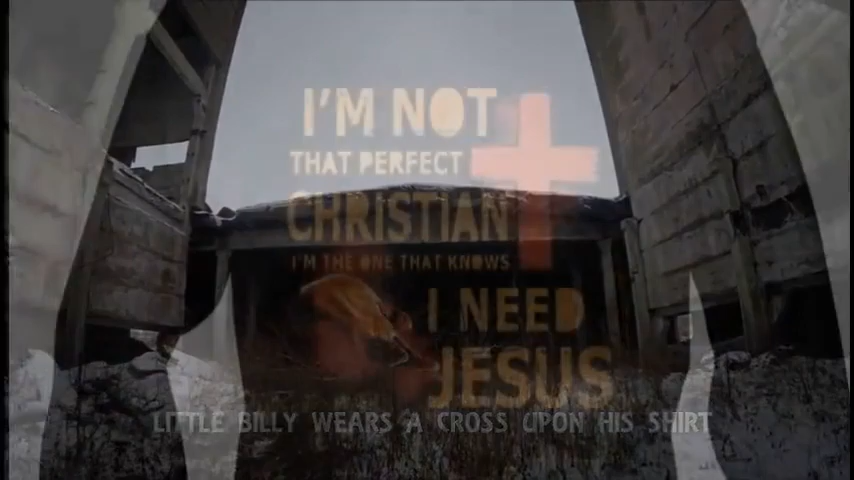 I'M NOT
THAT PERFECT
CHRISTIAN
I'M THE ONE THAT KNOWS
I NEED
JESUS
LITTLE BILLY WEARS A CROSS UPON HIS SHIRT